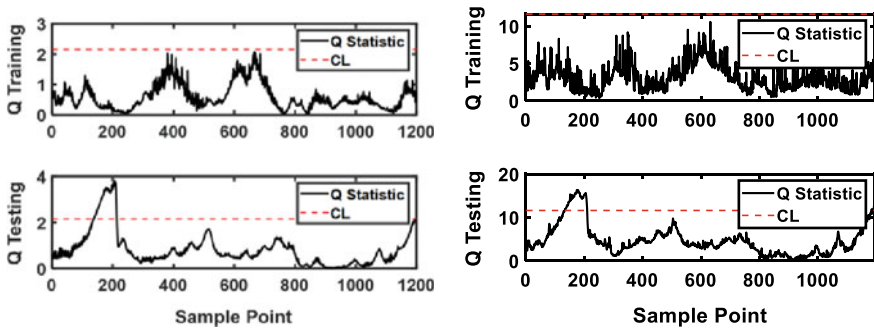 3
2
1
0
Q Training
Q Statistic
CL
0 200 400 600 800 1000 1200
10
5
0
Q Training
Q Statistic
CL
0 200 400 600 800 1000
4
2
0
Q Testing
Q Statistic
CL
0 200 400 600 800 1000 1200
Sample Point
20
10
0
Q Testing
Q Statistic
CL
0 200 400 600 800 1000
Sample Point